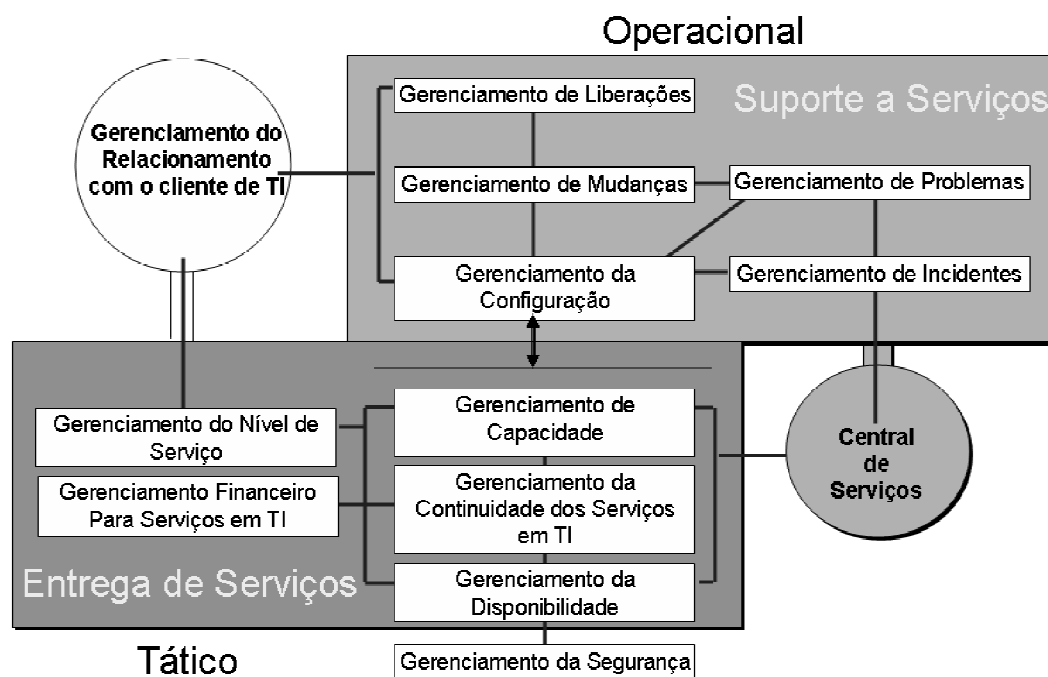 Operacional
Suporte a Serviços
Gerenciamento do
Relacionamento
com o cliente de TI
Gerenciamento de Liberações
Gerenciamento de Mudanças
Gerenciamento de Problemas
Gerenciamento da
Configuração
Gerenciamento de Incidentes
Gerenciamento do Nível de
Serviço
Gerenciamento Financeiro
Para Serviços em TI
Gerenciamento de
Capacidade
Gerenciamento da
Continuidade dos Serviços
em TI
Gerenciamento da
Disponibilidade
Central
de
Serviços
Entrega de Serviços
Tático
Gerenciamento da Segurança